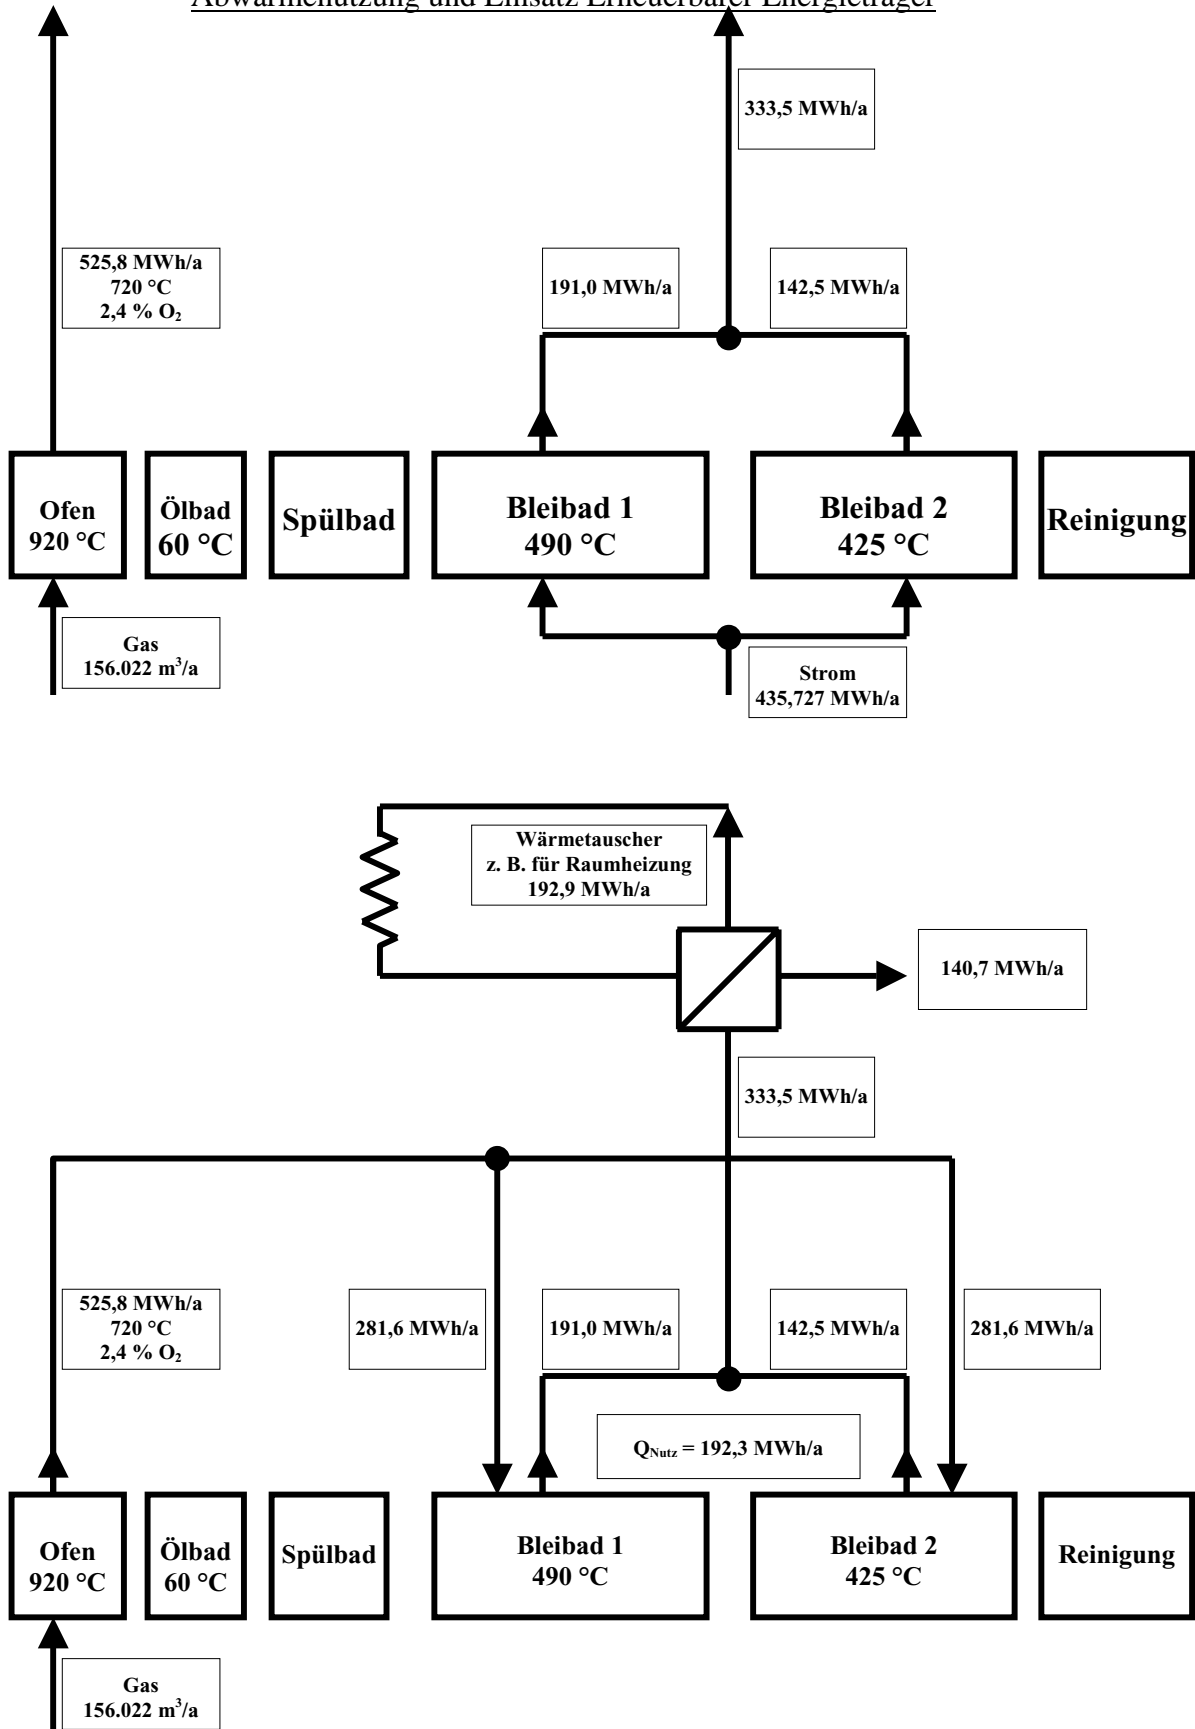 Abwärmenutzung und Einsatz Erneuerbarer Energieträger
333,5 MWh/a
525,8 MWh/a
720 °C
2,4 % O₂
191,0 MWh/a
142,5 MWh/a
Ofen
920 °C
Ölbad
60 °C
Spülbad
Bleibad 1
490 °C
Bleibad 2
425 °C
Reinigung
Gas
156.022 m³/a
Strom
435,727 MWh/a
Wärmetauscher
z. B. für Raumheizung
192,9 MWh/a
140,7 MWh/a
333,5 MWh/a
525,8 MWh/a
720 °C
2,4 % O₂
281,6 MWh/a
191,0 MWh/a
142,5 MWh/a
281,6 MWh/a
Q_Nutz = 192,3 MWh/a
Ofen
920 °C
Ölbad
60 °C
Spülbad
Bleibad 1
490 °C
Bleibad 2
425 °C
Reinigung
Gas
156.022 m³/a